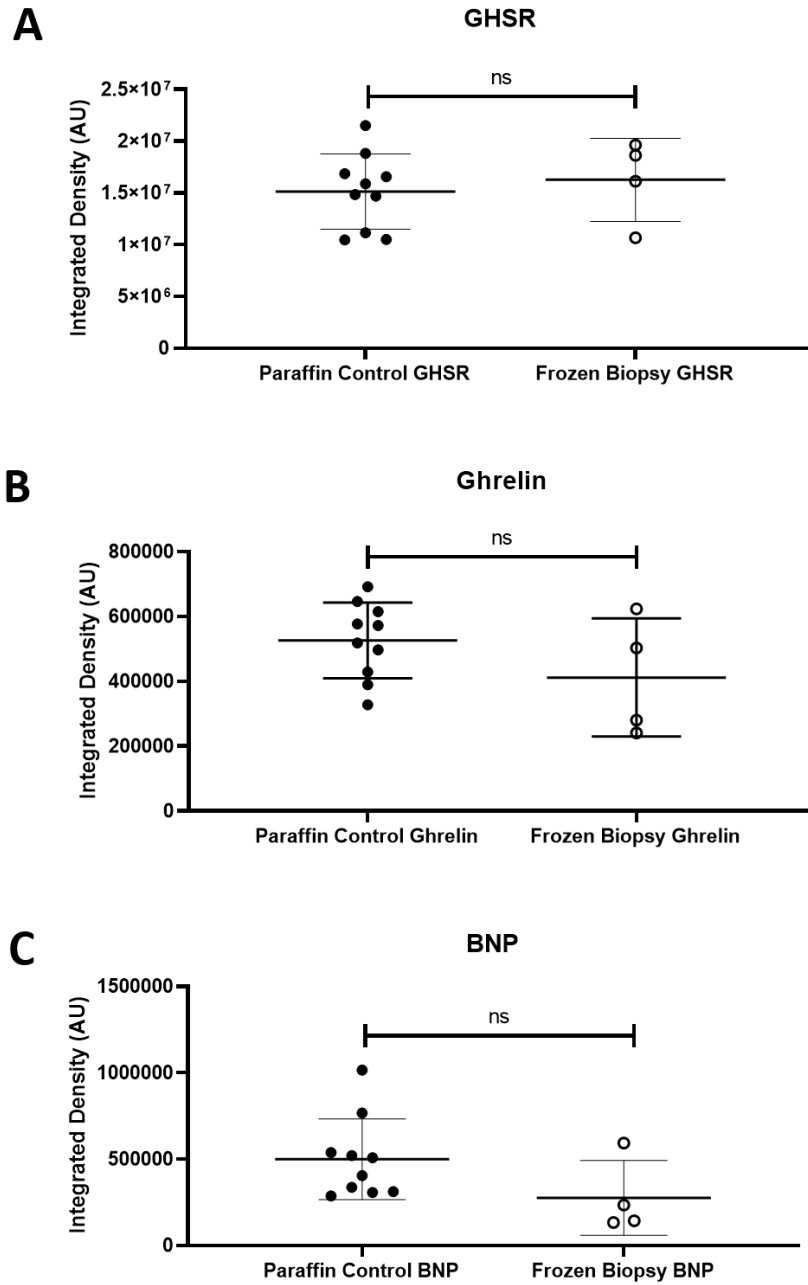 A
GHSR
ns
Integrated Density (AU)
2.5×10⁷
2×10⁷
1.5×10⁷
1×10⁷
5×10⁶
0
Paraffin Control GHSR
Frozen Biopsy GHSR
B
Ghrelin
ns
Integrated Density (AU)
800000
600000
400000
200000
0
Paraffin Control Ghrelin
Frozen Biopsy Ghrelin
C
BNP
ns
Integrated Density (AU)
1500000
1000000
500000
0
Paraffin Control BNP
Frozen Biopsy BNP